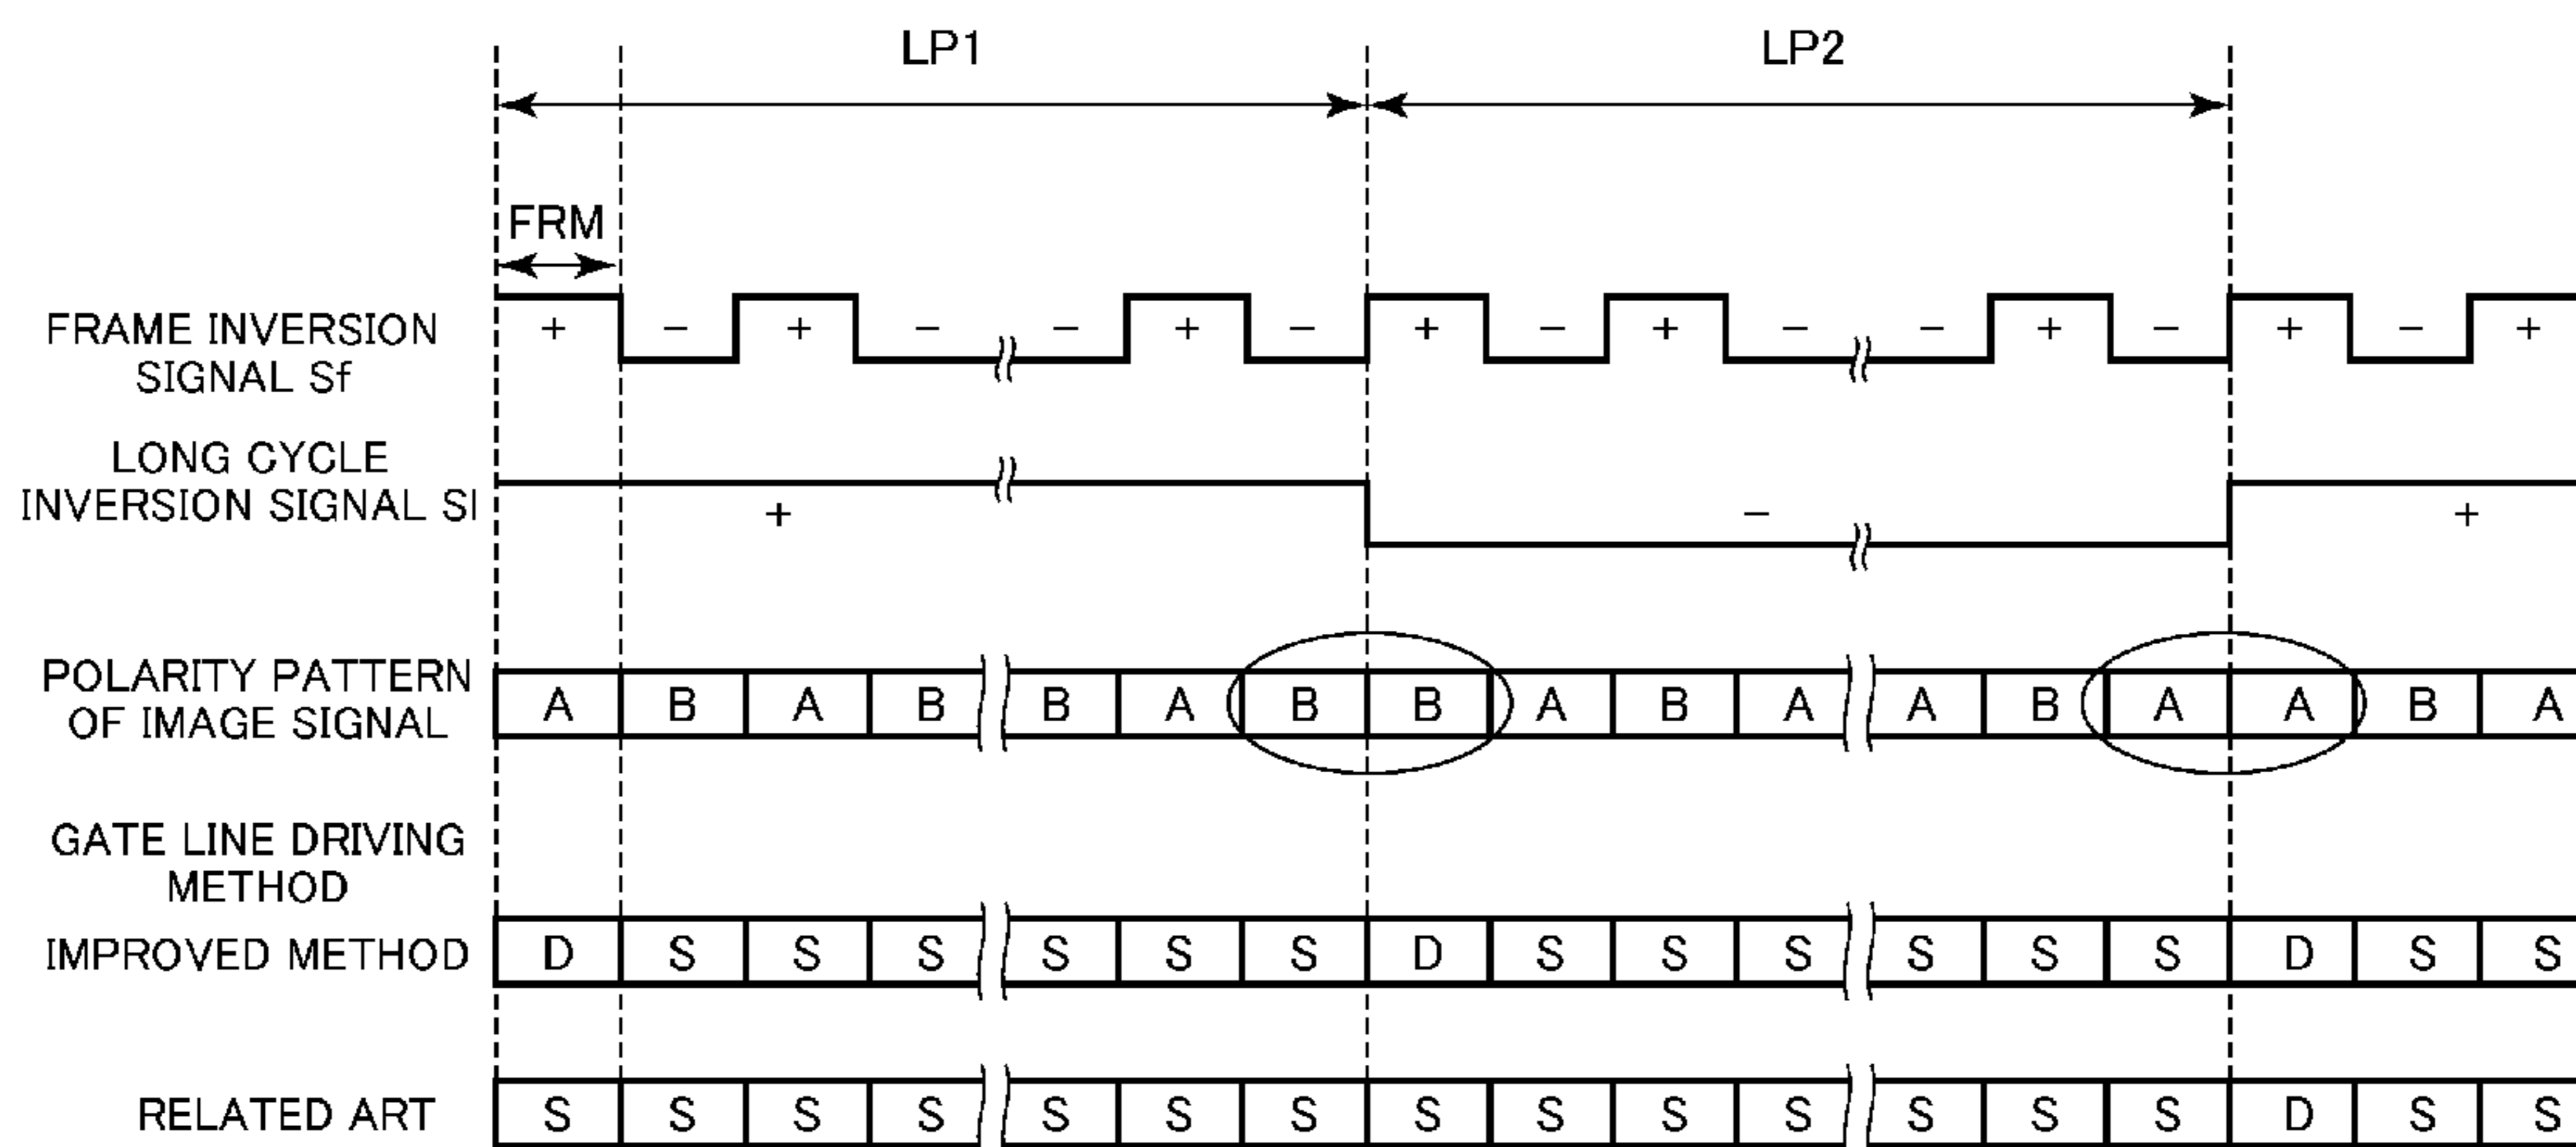 LP1 LP2
FRM
FRAME INVERSION
SIGNAL Sf
+ − + − − + − + − + − − + − + − +
LONG CYCLE
INVERSION SIGNAL Sl
+ − +
POLARITY PATTERN
OF IMAGE SIGNAL
A B A B B A B B A B A A B A A B A
GATE LINE DRIVING
METHOD
IMPROVED METHOD
D S S S S S S D S S S S S S D S S
RELATED ART
S S S S S S S S S S S S S S D S S